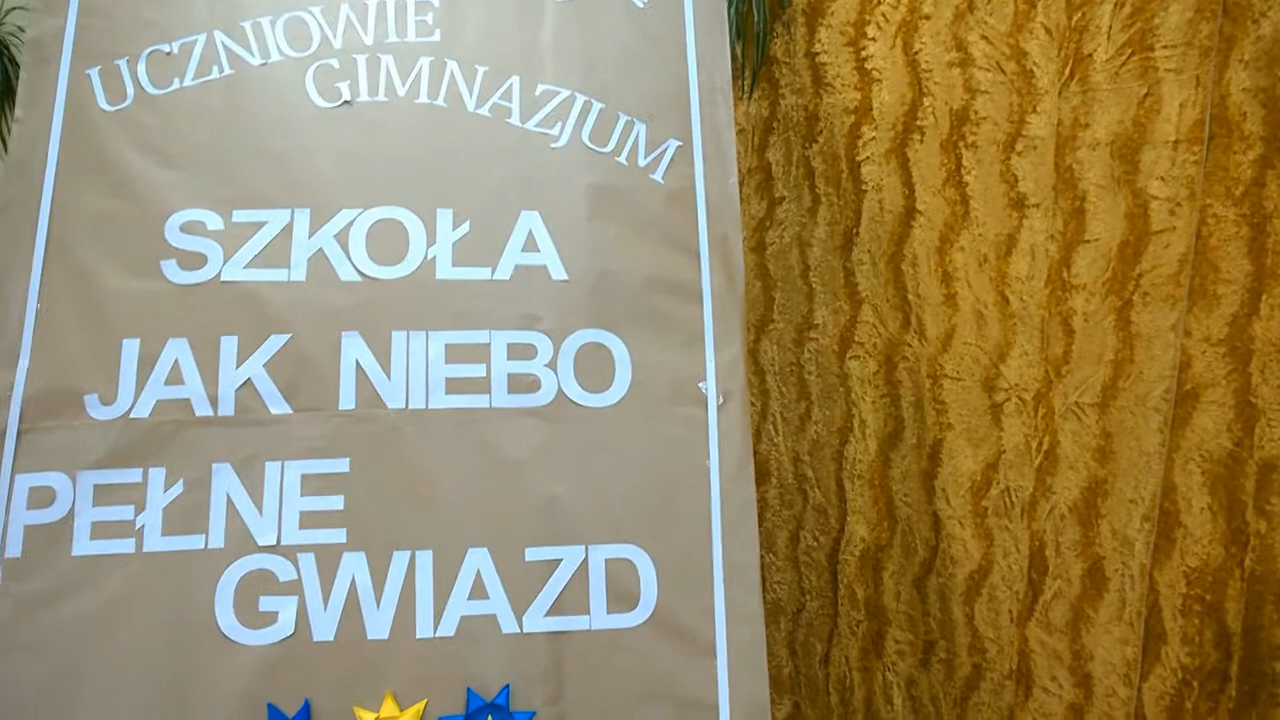 UCZNIOWIE
GIMNAZJUM
SZKOŁA
JAK NIEBO
PEŁNE
GWIAZD